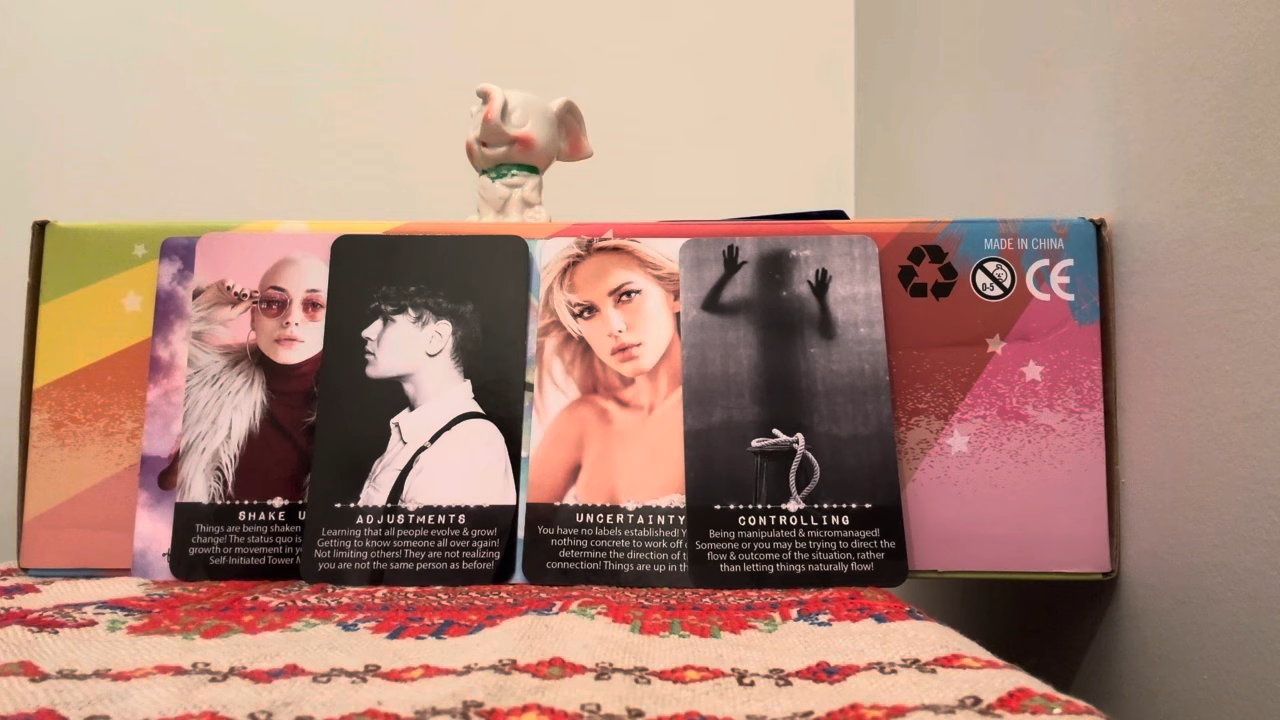 MADE IN CHINA
0-5
CE
SHAKE U
Things are being shaken
change! The status quo is
growth or movement in y
Self-Initiated Tower M
ADJUSTMENTS
Learning that all people evolve & grow!
Getting to know someone all over again!
Not limiting others! They are not realizing
you are not the same person as before!
UNCERTAINTY
You have no labels established! Y
nothing concrete to work off
determine the direction of t
connection! Things are up in th
CONTROLLING
Being manipulated & micromanaged!
Someone or you may be trying to direct the
flow & outcome of the situation, rather
than letting things naturally flow!